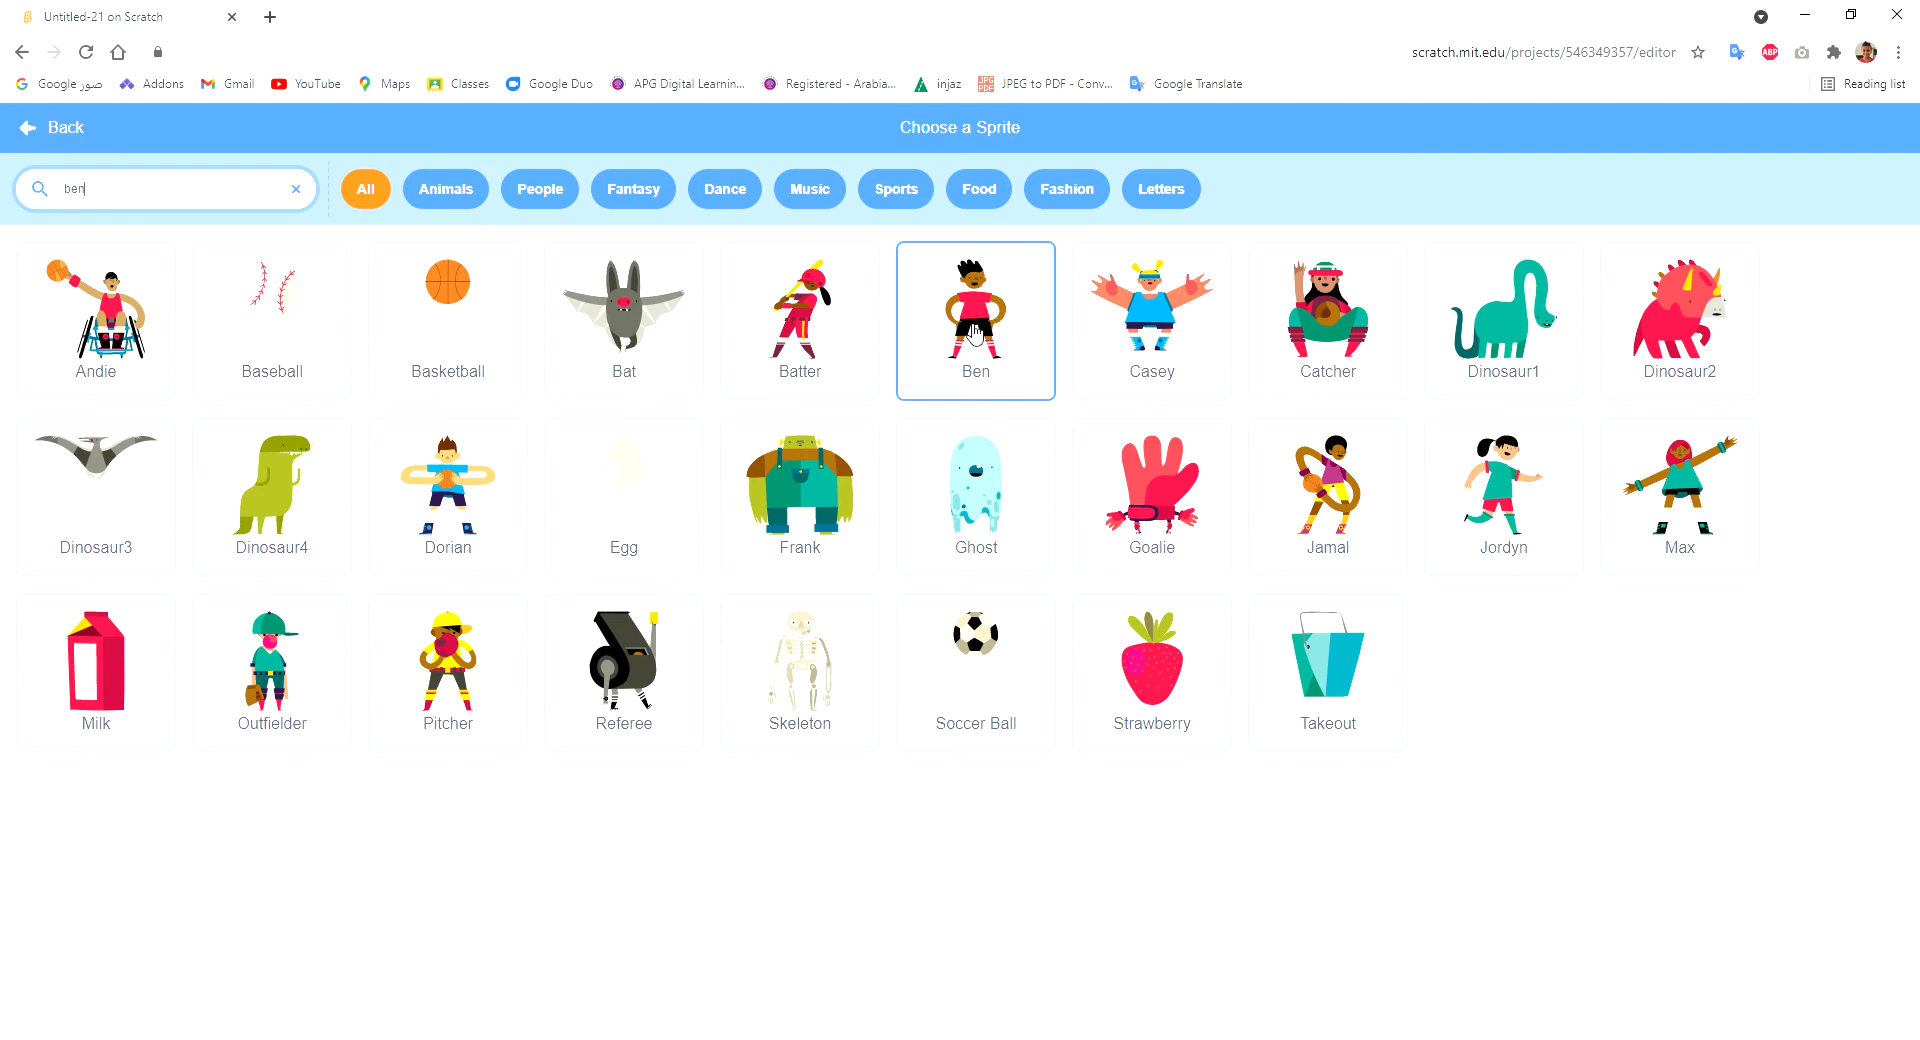 Untitled-21 on Scratch
scratch.mit.edu/projects/546349357/editor
ABP
Google صور
Addons
Gmail
YouTube
Maps
Classes
Google Duo
APG Digital Learnin...
Registered - Arabia...
injaz
JPG PDF
JPEG to PDF - Conv...
Google Translate
Reading list
Back
Choose a Sprite
ben
All
Animals
People
Fantasy
Dance
Music
Sports
Food
Fashion
Letters
Andie
Baseball
Basketball
Bat
Batter
Ben
Casey
Catcher
Dinosaur1
Dinosaur2
Dinosaur3
Dinosaur4
Dorian
Egg
Frank
Ghost
Goalie
Jamal
Jordyn
Max
Milk
Outfielder
Pitcher
Referee
Skeleton
Soccer Ball
Strawberry
Takeout